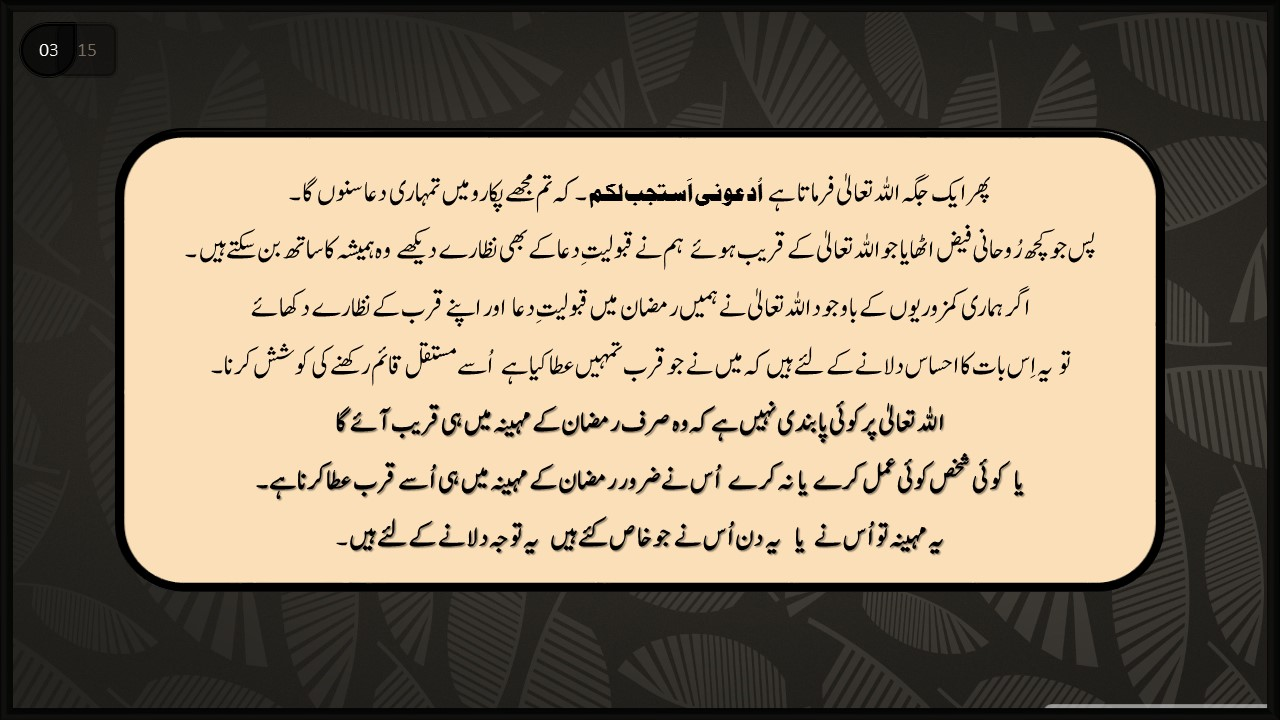 03 15
پھر ایک جگہ اللہ تعالیٰ فرماتا ہے اُدعونی اَستجب لکم۔ کہ تم مجھے پکارو میں تمہاری دعا سنوں گا۔
پس جو کچھ رُوحانی فیض اٹھایا جو اللہ تعالیٰ کے قریب ہوئے ہم نے قبولیتِ دعا کے بھی نظارے دیکھے وہ ہمیشہ کا ساتھ بن سکتے ہیں۔
اگر ہماری کمزوریوں کے باوجود اللہ تعالیٰ نے ہمیں رمضان میں قبولیتِ دعا اور اپنے قرب کے نظارے دکھائے
تو یہ اِس بات کا احساس دلانے کے لئے ہیں کہ میں نے جو قرب تمہیں عطا کیا ہے اُسے مستقل قائم رکھنے کی کوشش کرنا۔
اللہ تعالیٰ پر کوئی پابندی نہیں ہے کہ وہ صرف رمضان کے مہینہ میں ہی قریب آئے گا
یا کوئی شخص کوئی عمل کرے یا نہ کرے اُس نے ضرور رمضان کے مہینہ میں ہی اُسے قرب عطا کرنا ہے۔
یہ مہینہ تو اُس نے یا یہ دن اُس نے جو خاص کئے ہیں یہ توجہ دلانے کے لئے ہیں۔